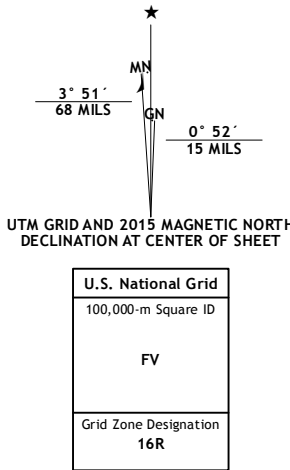 MN
3° 51´
68 MILS
GN
0° 52´
15 MILS
UTM GRID AND 2015 MAGNETIC NORTH
DECLINATION AT CENTER OF SHEET
U.S. National Grid
100,000-m Square ID
FV
Grid Zone Designation
16R